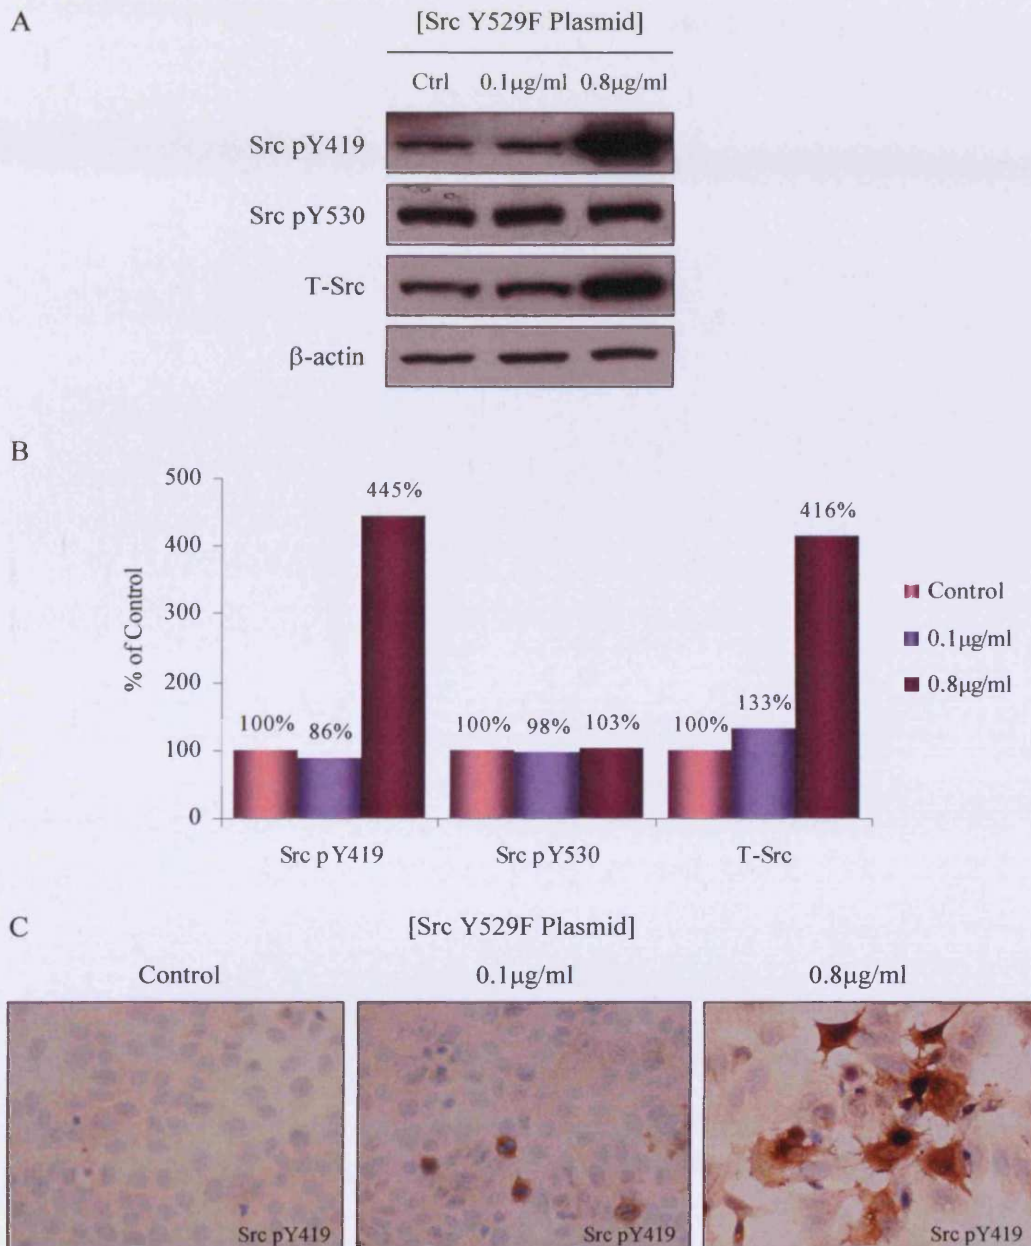 A
[Src Y529F Plasmid]
Ctrl 0.1µg/ml 0.8µg/ml
Src pY419
Src pY530
T-Src
β-actin
B
% of Control
500
400
300
200
100
0
100% 86% 445%
100% 98% 103%
100% 133% 416%
Src pY419 Src pY530 T-Src
Control
0.1µg/ml
0.8µg/ml
C
[Src Y529F Plasmid]
Control 0.1µg/ml 0.8µg/ml
Src pY419 Src pY419 Src pY419